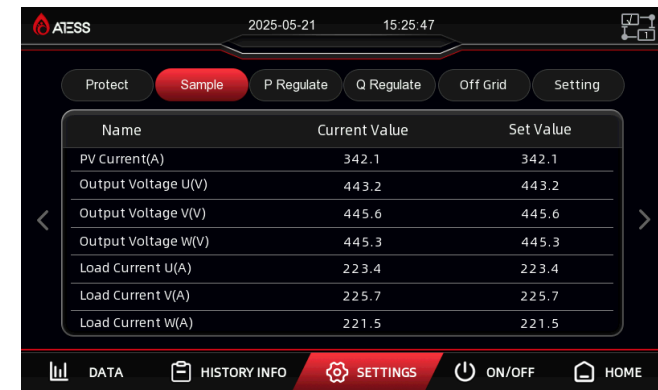 ATESS 2025-05-21 15:25:47
1
Protect Sample P Regulate Q Regulate Off Grid Setting
Name Current Value Set Value
PV Current(A) 342.1 342.1
Output Voltage U(V) 443.2 443.2
Output Voltage V(V) 445.6 445.6
Output Voltage W(V) 445.3 445.3
Load Current U(A) 223.4 223.4
Load Current V(A) 225.7 225.7
Load Current W(A) 221.5 221.5
DATA HISTORY INFO SETTINGS ON/OFF HOME